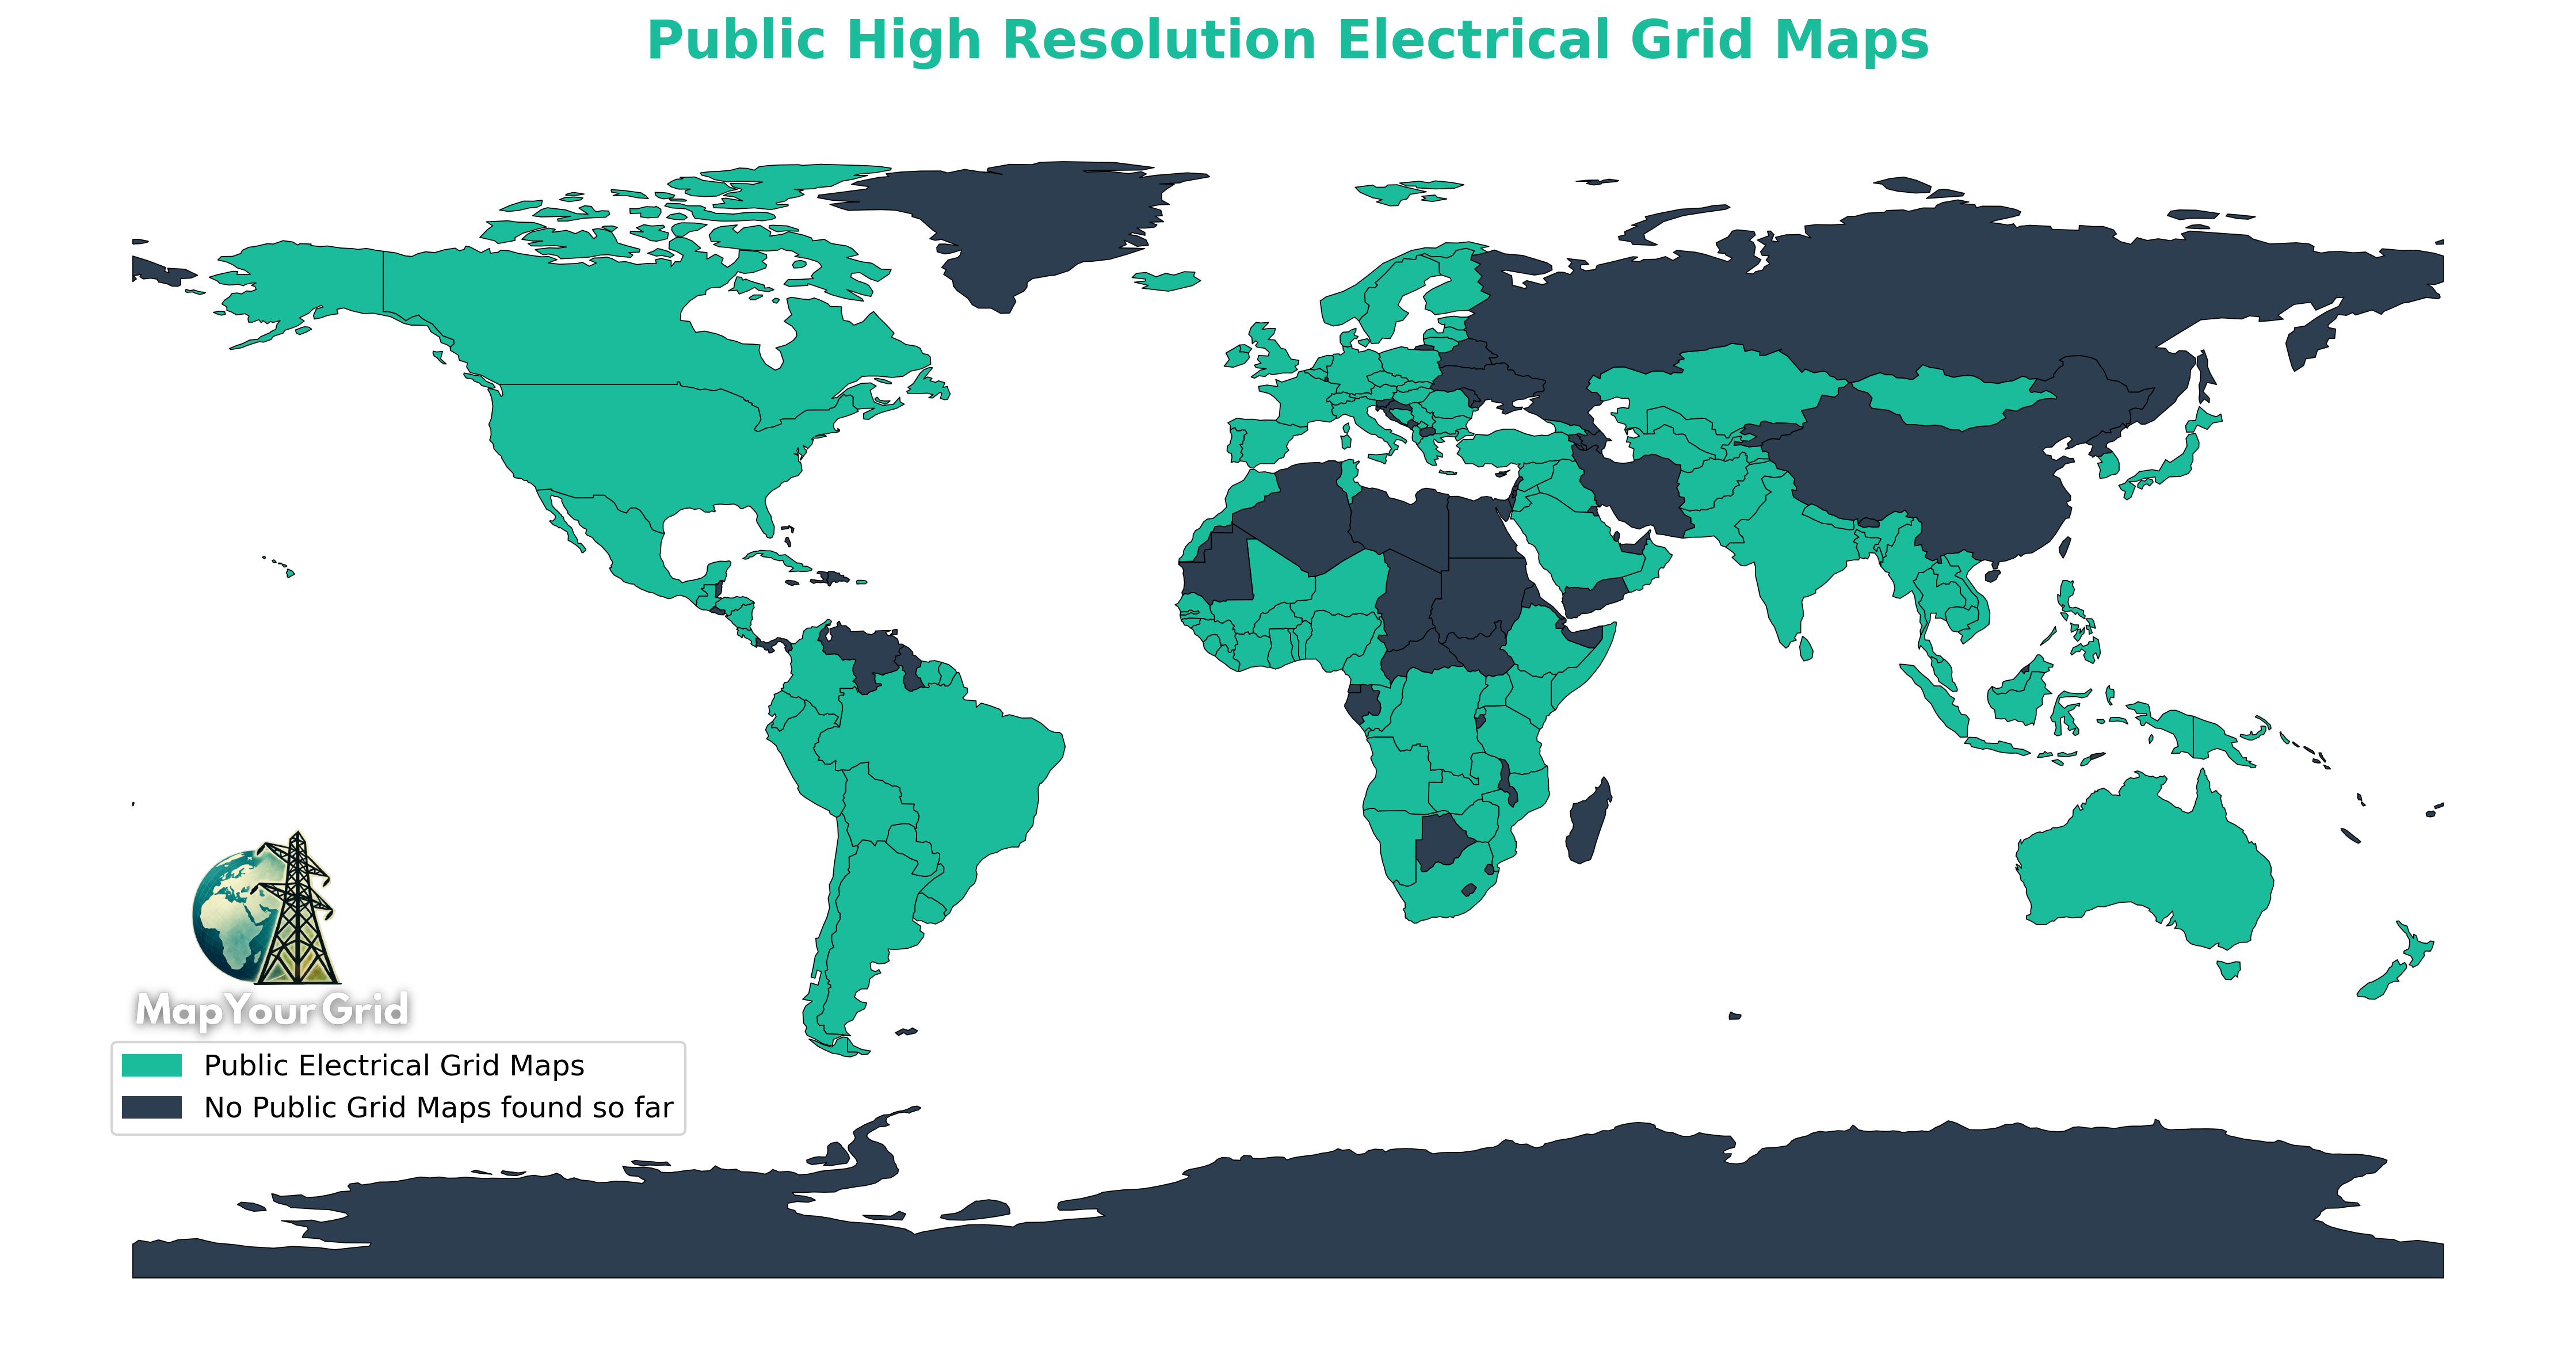 Public High Resolution Electrical Grid Maps
MapYourGrid
Public Electrical Grid Maps
No Public Grid Maps found so far